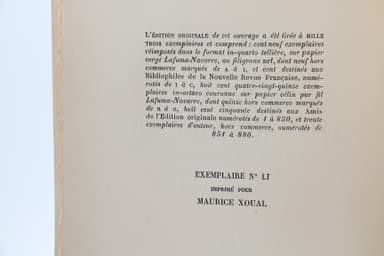 L'ÉDITION ORIGINALE de cet ouvrage a été tirée à MILLE
TROIS exemplaires et comprend : cent neuf exemplaires
réimposés dans le format in-quarto tellière, sur papier
vergé Lafuma-Navarre, au filigrane nrf, dont neuf hors
commerce marqués de A à I, et cent destinés aux
Bibliophiles de la Nouvelle Revue Française, numé-
rotés de I à C, huit cent quatre-vingt-quinze exem-
plaires in-octavo couronne sur papier vélin pur fil
Lafuma-Navarre, dont quinze hors commerce marqués
de a à o, huit cent cinquante destinés aux Amis
de l'Edition originale numérotés de 1 à 850, et trente
exemplaires d'auteur, hors commerce, numérotés de
851 à 880.
EXEMPLAIRE N° LI
IMPRIMÉ POUR
MAURICE XOUAL